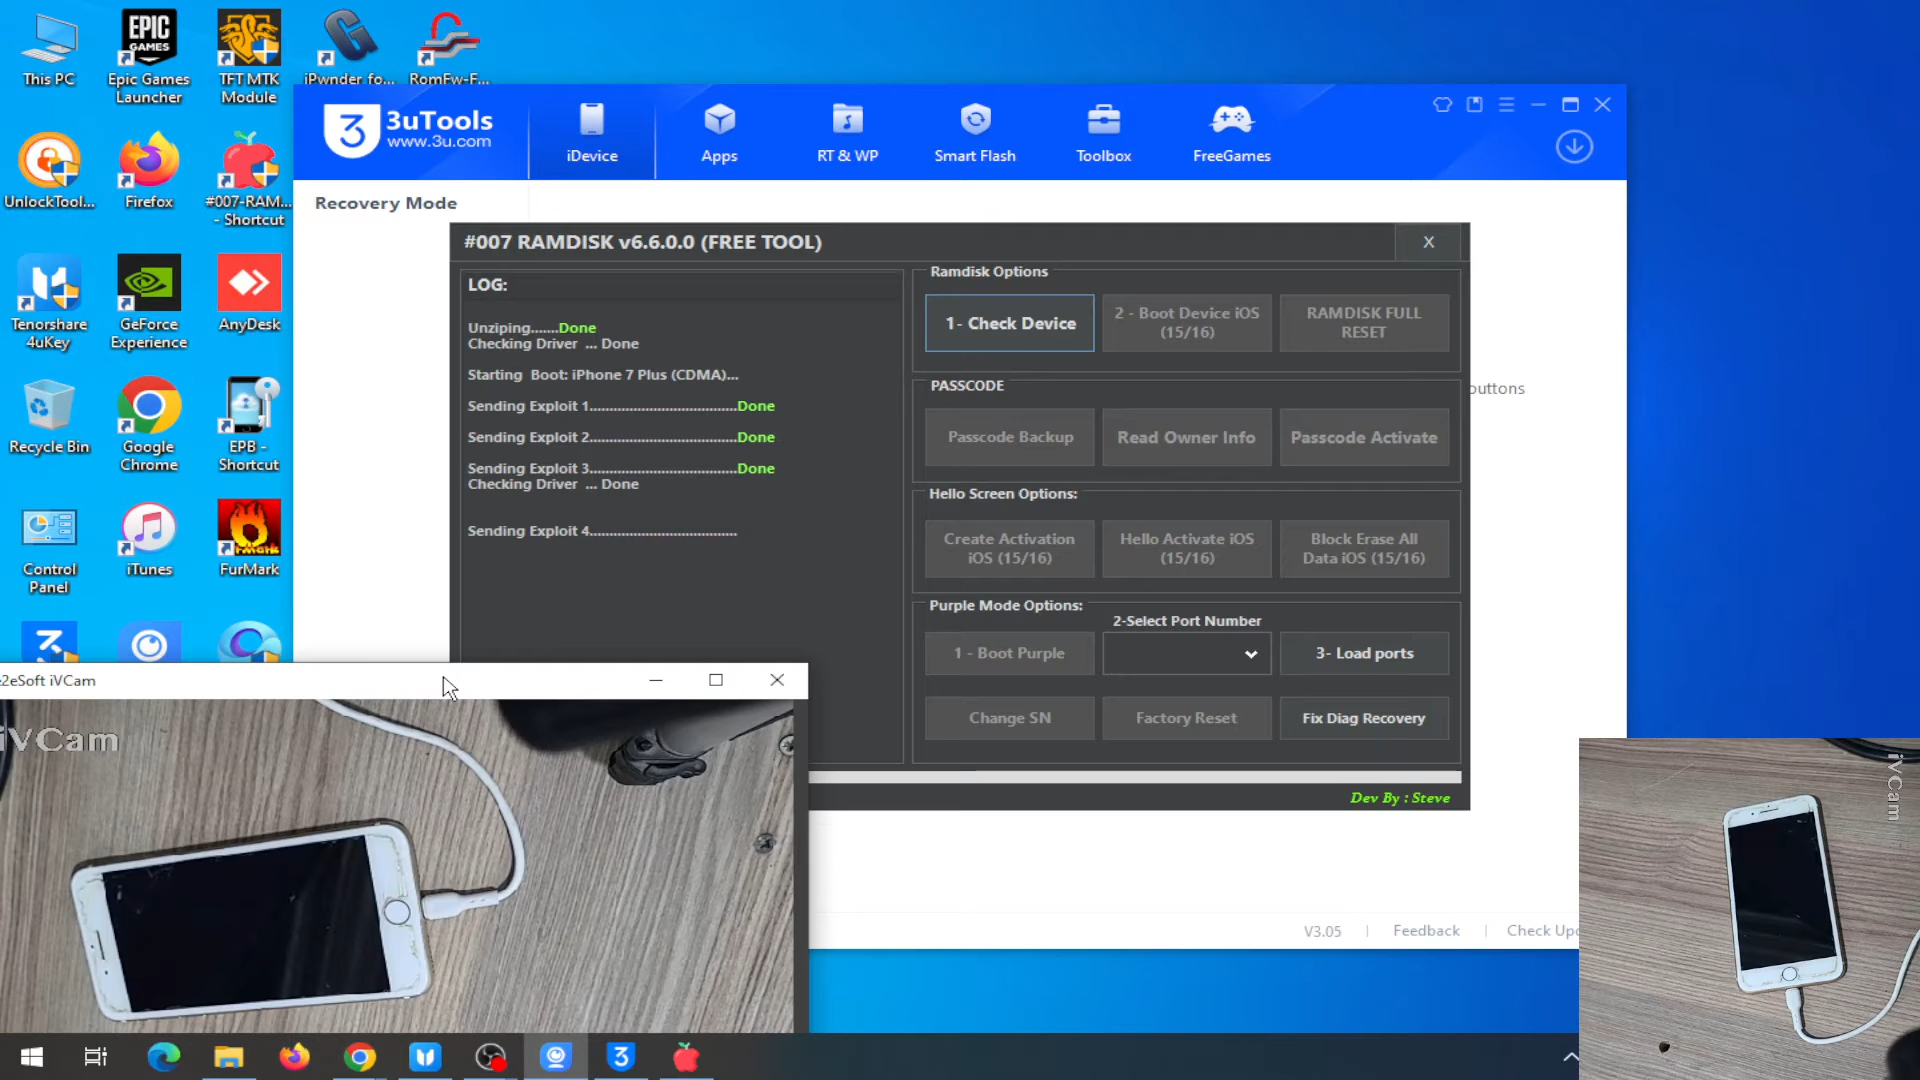 This PC
Epic Games
Launcher
TFT MTK
Module
iPwnder fo...
RomFw-F...
EPIC
GAMES
UnlockTool...
Firefox
#007-RAM...
- Shortcut
Tenorshare
4uKey
GeForce
Experience
AnyDesk
Recycle Bin
Google
Chrome
EPB -
Shortcut
Control
Panel
iTunes
FurMark
3uTools
www.3u.com
iDevice
Apps
RT & WP
Smart Flash
Toolbox
FreeGames
Recovery Mode
buttons
#007 RAMDISK v6.6.0.0 (FREE TOOL)
X
LOG:
Unziping.......Done
Checking Driver ... Done
Starting Boot: iPhone 7 Plus (CDMA)...
Sending Exploit 1....................................Done
Sending Exploit 2....................................Done
Sending Exploit 3....................................Done
Checking Driver ... Done
Sending Exploit 4....................................
Ramdisk Options
1- Check Device
2 - Boot Device iOS
(15/16)
RAMDISK FULL
RESET
PASSCODE
Passcode Backup
Read Owner Info
Passcode Activate
Hello Screen Options:
Create Activation
iOS (15/16)
Hello Activate iOS
(15/16)
Block Erase All
Data iOS (15/16)
Purple Mode Options:
2-Select Port Number
1 - Boot Purple
3- Load ports
Change SN
Factory Reset
Fix Diag Recovery
Dev By : Steve
e2eSoft iVCam
iVCam
V3.05
Feedback
Check Upd
iVCam